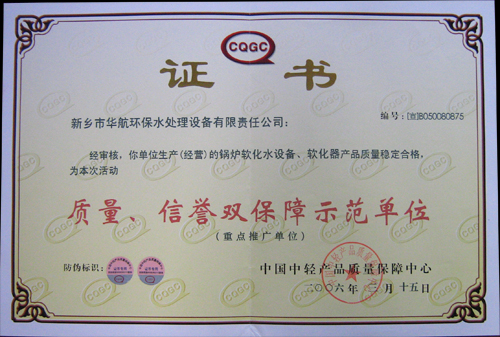 CQGC
证书
新乡市华航环保水处理设备有限责任公司：
编号：[宣]B050080875
经审核，你单位生产(经营)的锅炉软化水设备、软化器产品质量稳定合格，
为本次活动
质量、信誉双保障示范单位
(重点推广单位)
防伪标识：
中国中轻产品质量保障中心
二〇〇六年 月十五日